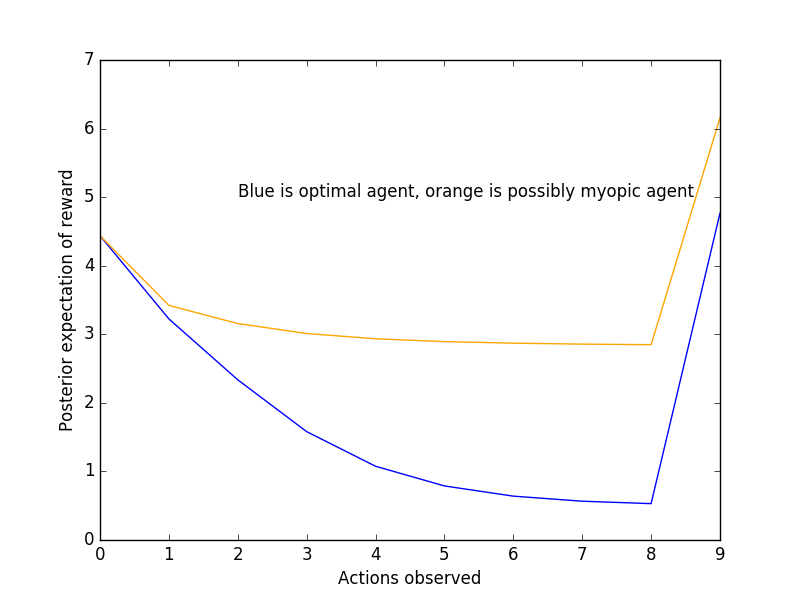 7
6
5
4
3
2
1
0
Posterior expectation of reward
Blue is optimal agent, orange is possibly myopic agent
0 1 2 3 4 5 6 7 8 9
Actions observed